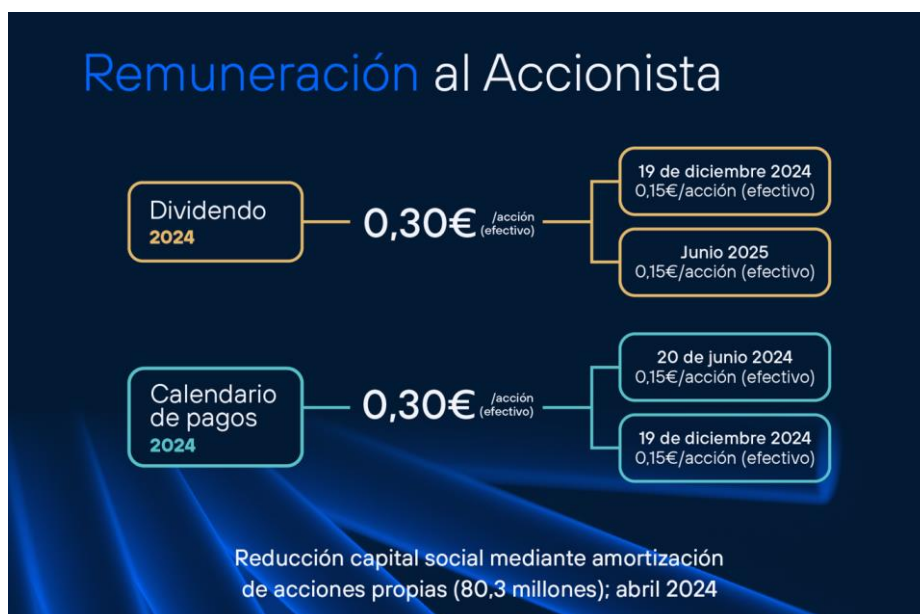 Remuneración al Accionista
Dividendo
2024
0,30€ /acción
(efectivo)
19 de diciembre 2024
0,15€/acción (efectivo)
Junio 2025
0,15€/acción (efectivo)
Calendario
de pagos
2024
0,30€ /acción
(efectivo)
20 de junio 2024
0,15€/acción (efectivo)
19 de diciembre 2024
0,15€/acción (efectivo)
Reducción capital social mediante amortización
de acciones propias (80,3 millones); abril 2024